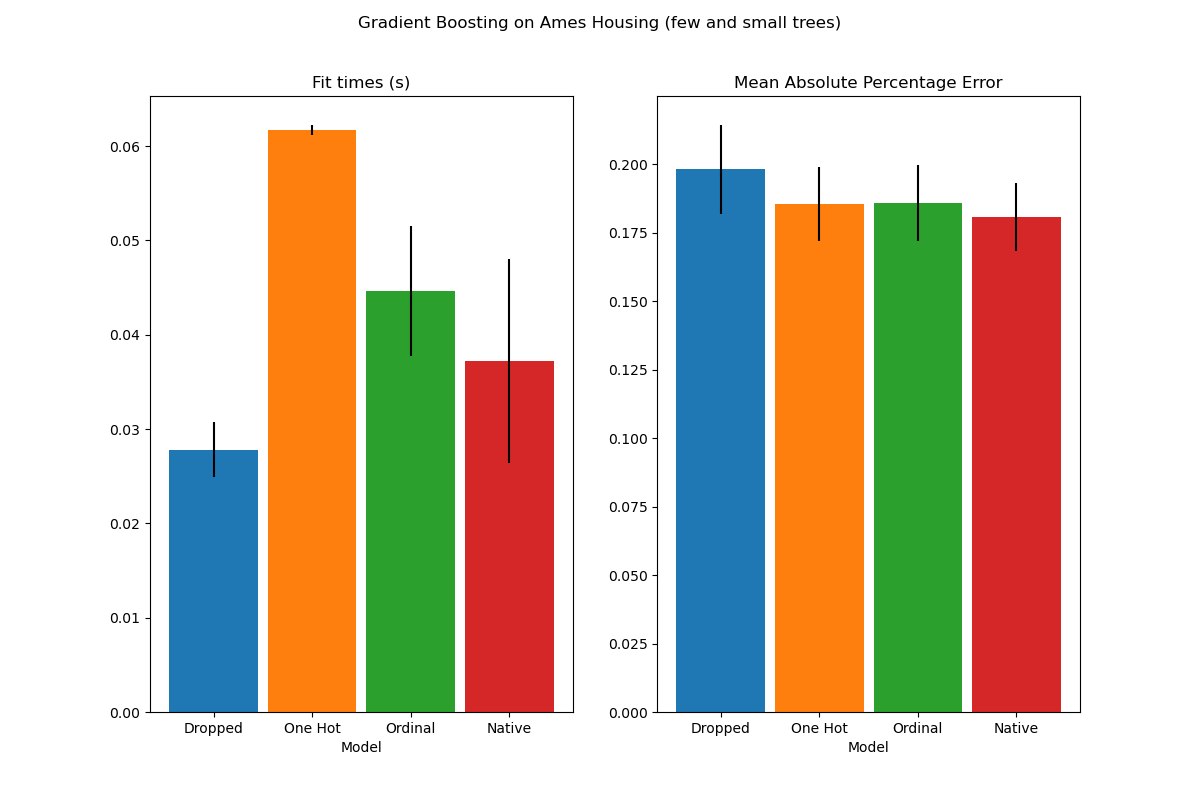 Gradient Boosting on Ames Housing (few and small trees)
Fit times (s)
0.06
0.05
0.04
0.03
0.02
0.01
0.00
Dropped One Hot Ordinal Native
Model
Mean Absolute Percentage Error
0.200
0.175
0.150
0.125
0.100
0.075
0.050
0.025
0.000
Dropped One Hot Ordinal Native
Model